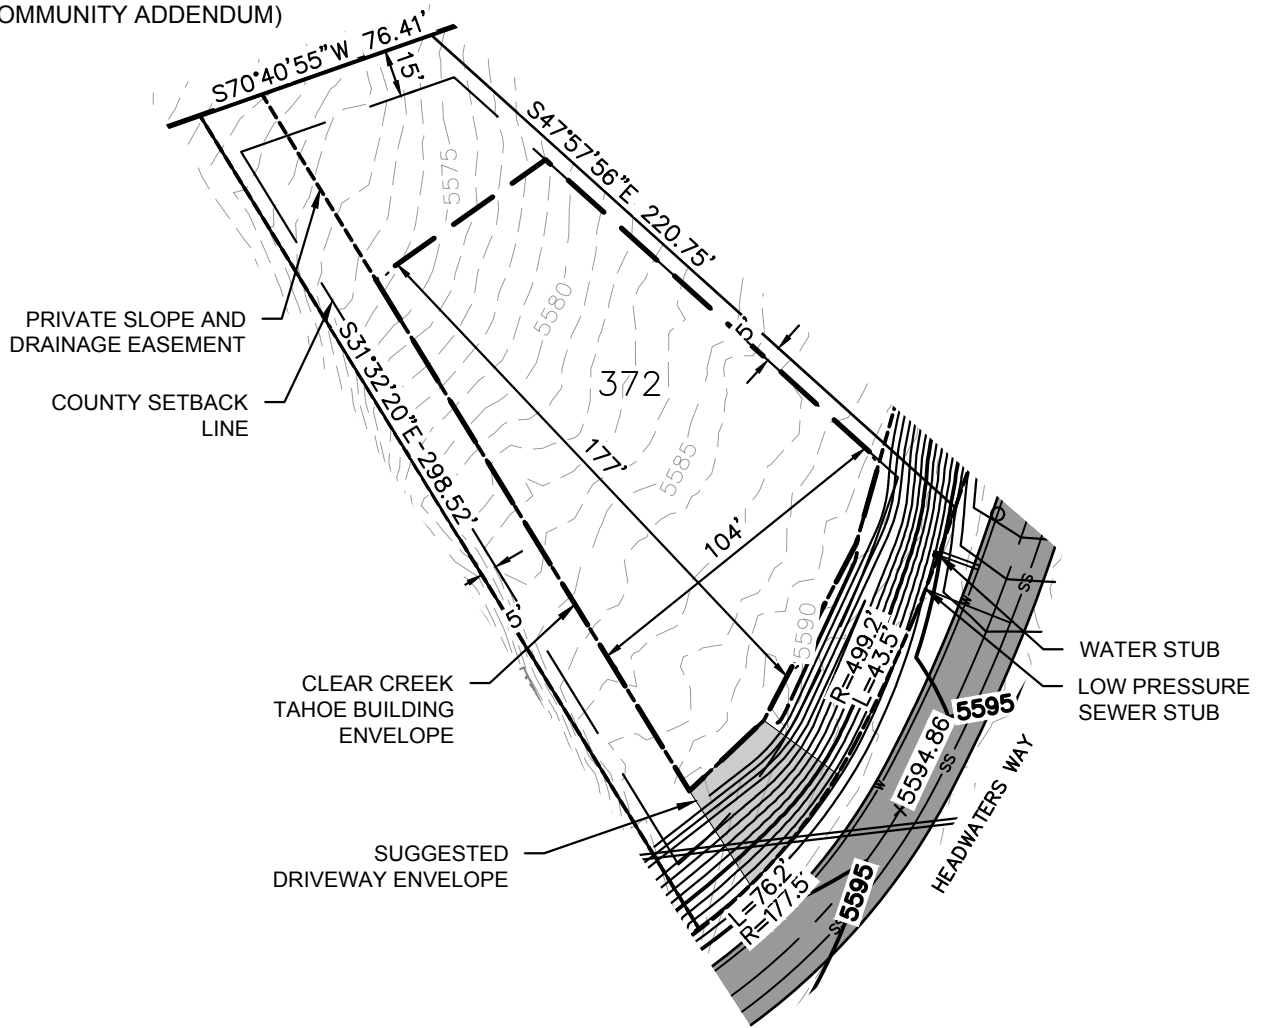 OMMUNITY ADDENDUM)
S70°40'55"W 76.41'
15'
S47°57'56"E 220.75'
5575
PRIVATE SLOPE AND
DRAINAGE EASEMENT
5580
5'
COUNTY SETBACK
LINE
S31°32'20"E 298.52'
372
177'
5585
104'
SS
W
5'
5590
R=499.2'
L=43.5'
WATER STUB
CLEAR CREEK
TAHOE BUILDING
ENVELOPE
LOW PRESSURE
SEWER STUB
5595
5594.86
SS
W
HEADWATERS WAY
SUGGESTED
DRIVEWAY ENVELOPE
L=76.2'
R=177.5'
5595
SS